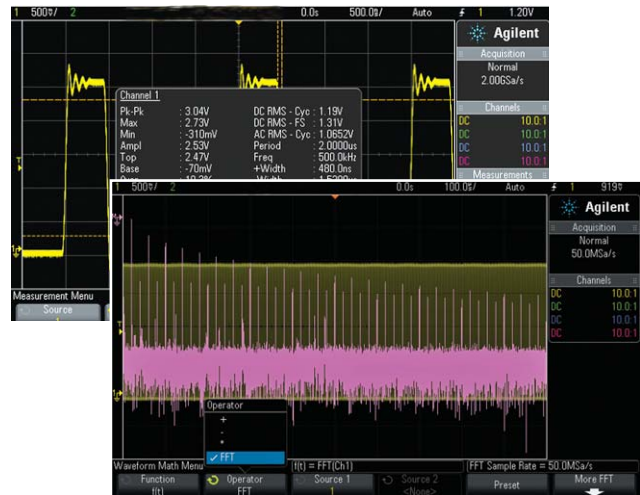 1 500▽/ 2 0.0s 500.0▽/ Auto 1 1.20V
Agilent
Acquisition
Normal
2.00GSa/s
Channels
DC 10.0:1
DC 10.0:1
DC 10.0:1
DC 10.0:1
Measurements
Channel 1
Pk-Pk : 3.04V DC RMS - Cyc : 1.19V
Max : 2.73V DC RMS - FS : 1.31V
Min : -310mV AC RMS - Cyc : 1.0652V
Ampl : 2.53V Period : 2.0000us
Top : 2.47V Freq : 500.0kHz
Base : -70mV +Width : 480.0ns
Measurement Menu
Source
1 500▽/ 2 0.0s 100.0▽/ Auto 1 919▽
Agilent
Acquisition
Normal
50.0MSa/s
Channels
DC 10.0:1
DC 10.0:1
DC 10.0:1
DC 10.0:1
Operator
+
-
*
FFT
Waveform Math Menu f(t) = FFT(Ch1) FFT Sample Rate = 50.0MSa/s
Function Operator Source 1 Source 2 Preset More FFT
f(t) FFT 1 <None>